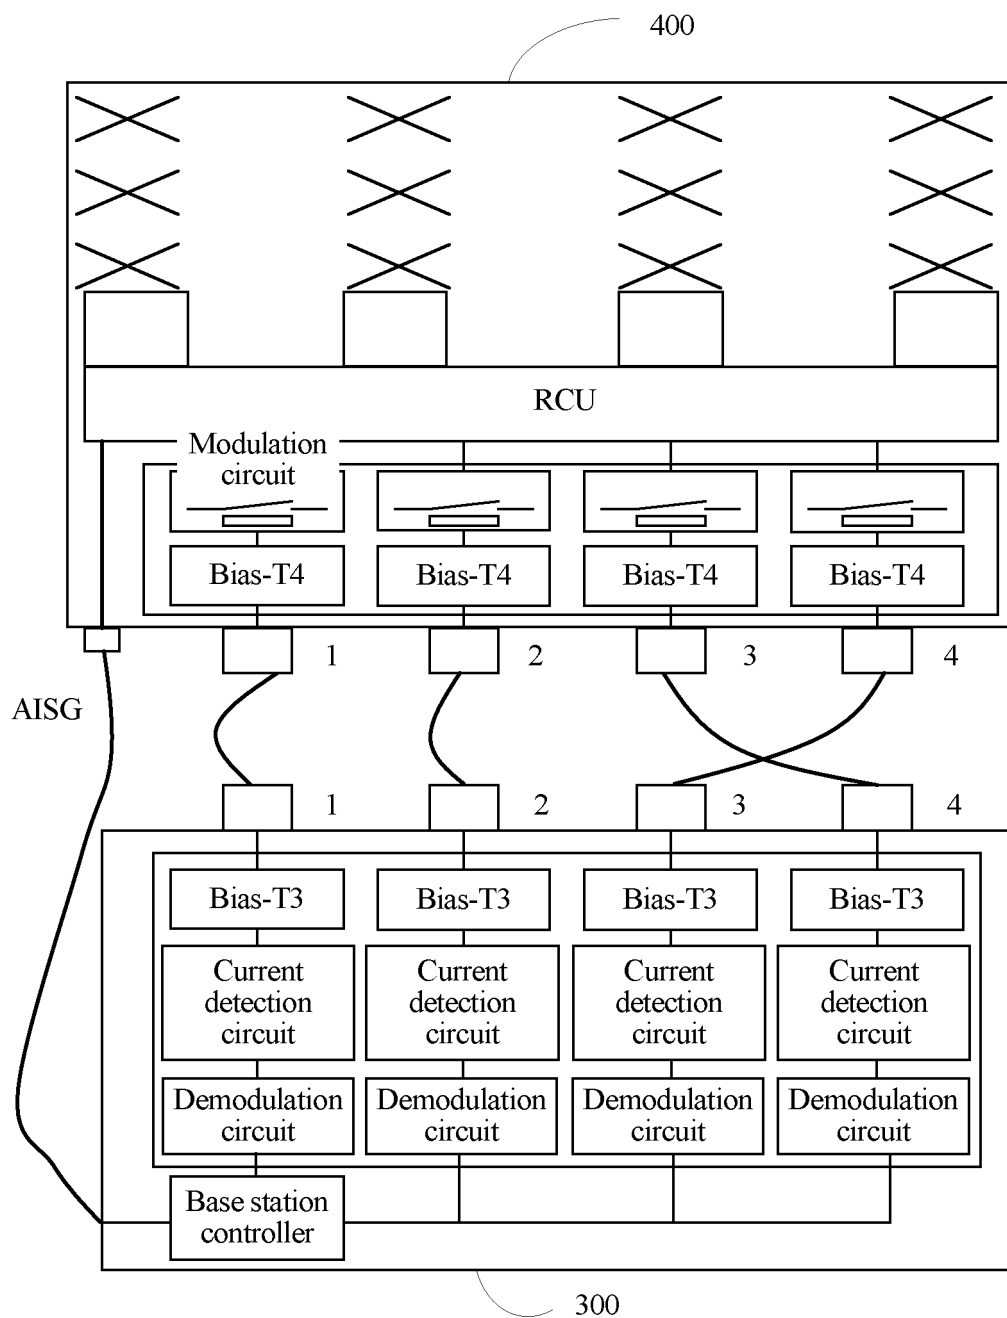 400
RCU
Modulation
circuit
Bias-T4 Bias-T4 Bias-T4 Bias-T4
1 2 3 4
AISG
1 2 3 4
Bias-T3 Bias-T3 Bias-T3 Bias-T3
Current Current Current Current
detection detection detection detection
circuit circuit circuit circuit
Demodulation Demodulation Demodulation Demodulation
circuit circuit circuit circuit
Base station
controller
300